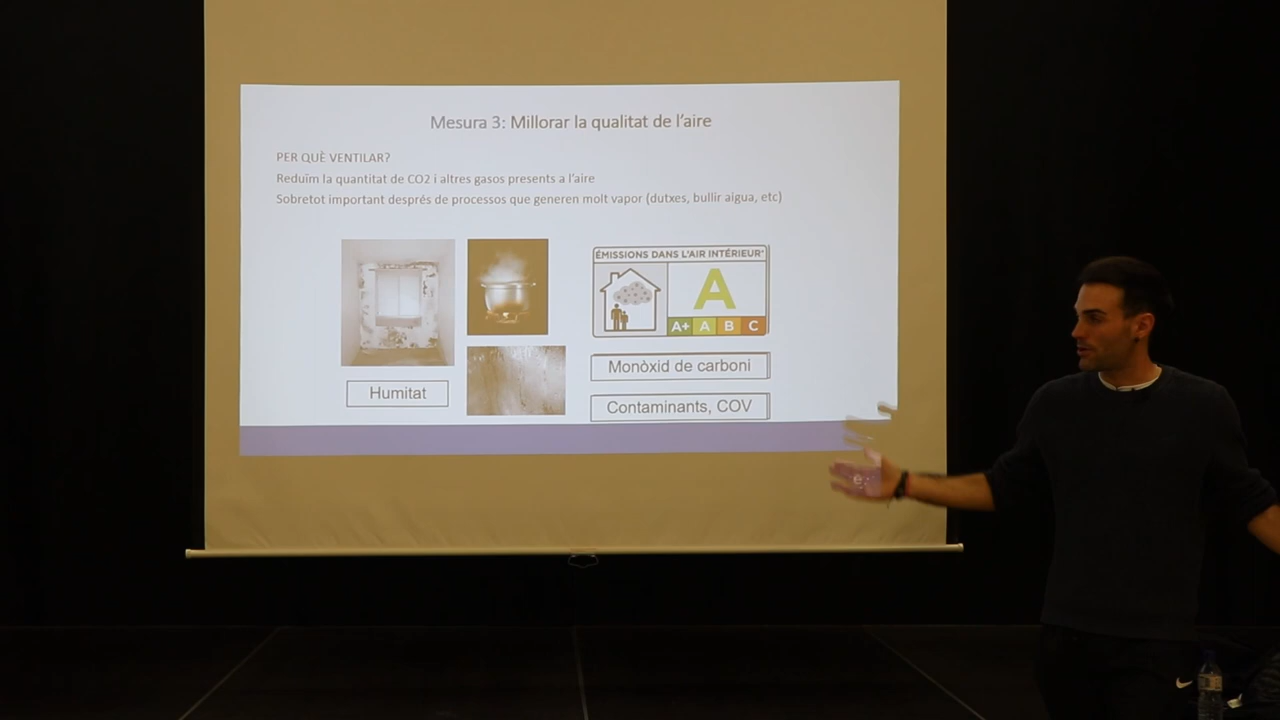 Mesura 3: Millorar la qualitat de l'aire
PER QUÈ VENTILAR?
Reduïm la quantitat de CO2 i altres gasos presents a l'aire
Sobretot important després de processos que generen molt vapor (dutxes, bullir aigua, etc)
ÉMISSIONS DANS L'AIR INTÉRIEUR*
A
A+ A B C
Monòxid de carboni
Humitat
Contaminants, COV